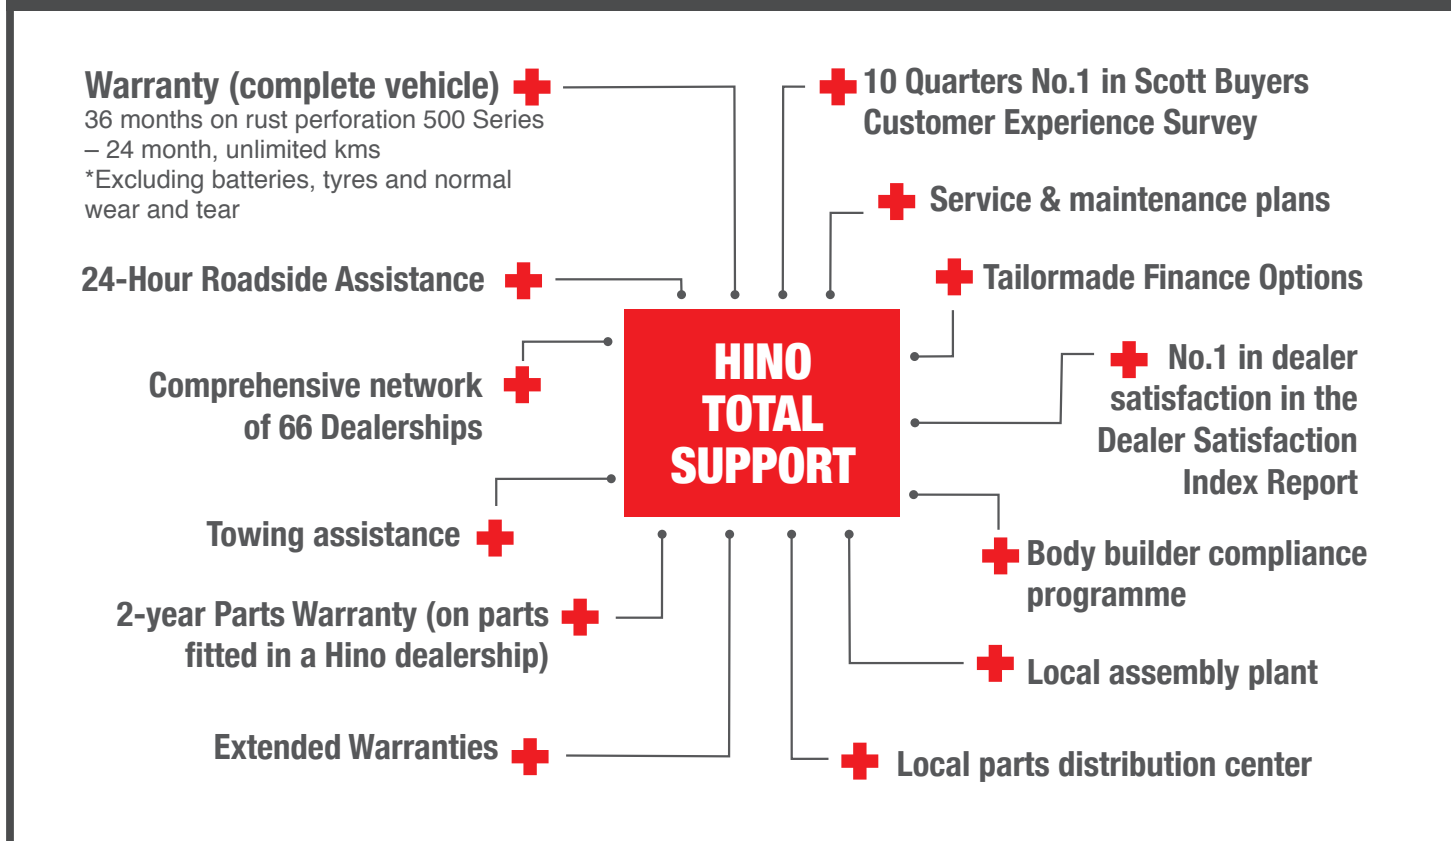 Warranty (complete vehicle)
36 months on rust perforation 500 Series
– 24 month, unlimited kms
*Excluding batteries, tyres and normal
wear and tear
24-Hour Roadside Assistance
Comprehensive network
of 66 Dealerships
Towing assistance
2-year Parts Warranty (on parts
fitted in a Hino dealership)
Extended Warranties
HINO
TOTAL
SUPPORT
10 Quarters No.1 in Scott Buyers
Customer Experience Survey
Service & maintenance plans
Tailormade Finance Options
No.1 in dealer
satisfaction in the
Dealer Satisfaction
Index Report
Body builder compliance
programme
Local assembly plant
Local parts distribution center